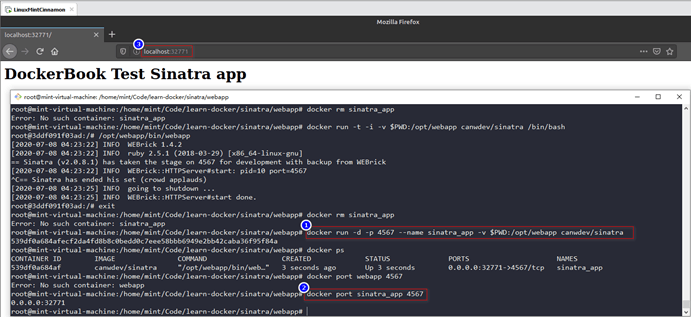 LinuxMintCinnamon
Mozilla Firefox
localhost:32771/
3
localhost:32771
DockerBook Test Sinatra app
root@mint-virtual-machine: /home/mint/Code/learn-docker/sinatra/webapp
root@mint-virtual-machine:/home/mint/Code/learn-docker/sinatra/webapp# docker rm sinatra_app
Error: No such container: sinatra_app
root@mint-virtual-machine:/home/mint/Code/learn-docker/sinatra/webapp# docker run -t -i -v $PWD:/opt/webapp canwdev/sinatra /bin/bash
root@3ddf091f03ad:/# /opt/webapp/bin/webapp
[2020-07-08 04:23:22] INFO  WEBrick 1.4.2
[2020-07-08 04:23:22] INFO  ruby 2.5.1 (2018-03-29) [x86_64-linux-gnu]
== Sinatra (v2.0.8.1) has taken the stage on 4567 for development with backup from WEBrick
[2020-07-08 04:23:22] INFO  WEBrick::HTTPServer#start: pid=10 port=4567
^C== Sinatra has ended his set (crowd applauds)
[2020-07-08 04:23:25] INFO  going to shutdown ...
[2020-07-08 04:23:25] INFO  WEBrick::HTTPServer#start done.
root@3ddf091f03ad:/# exit
root@mint-virtual-machine:/home/mint/Code/learn-docker/sinatra/webapp# docker rm sinatra_app
Error: No such container: sinatra_app
1
root@mint-virtual-machine:/home/mint/Code/learn-docker/sinatra/webapp# docker run -d -p 4567 --name sinatra_app -v $PWD:/opt/webapp canwdev/sinatra
539df0a684afecf2da4fd8b8c0bedd0c7eee58bbb6949e2bb42caba36f95f84a
root@mint-virtual-machine:/home/mint/Code/learn-docker/sinatra/webapp# docker ps
CONTAINER ID IMAGE COMMAND CREATED STATUS PORTS NAMES
539df0a684af canwdev/sinatra "/opt/webapp/bin/web…" 3 seconds ago Up 3 seconds 0.0.0.0:32771->4567/tcp sinatra_app
root@mint-virtual-machine:/home/mint/Code/learn-docker/sinatra/webapp# docker port webapp 4567
Error: No such container: webapp
2
root@mint-virtual-machine:/home/mint/Code/learn-docker/sinatra/webapp# docker port sinatra_app 4567
0.0.0.0:32771
root@mint-virtual-machine:/home/mint/Code/learn-docker/sinatra/webapp#